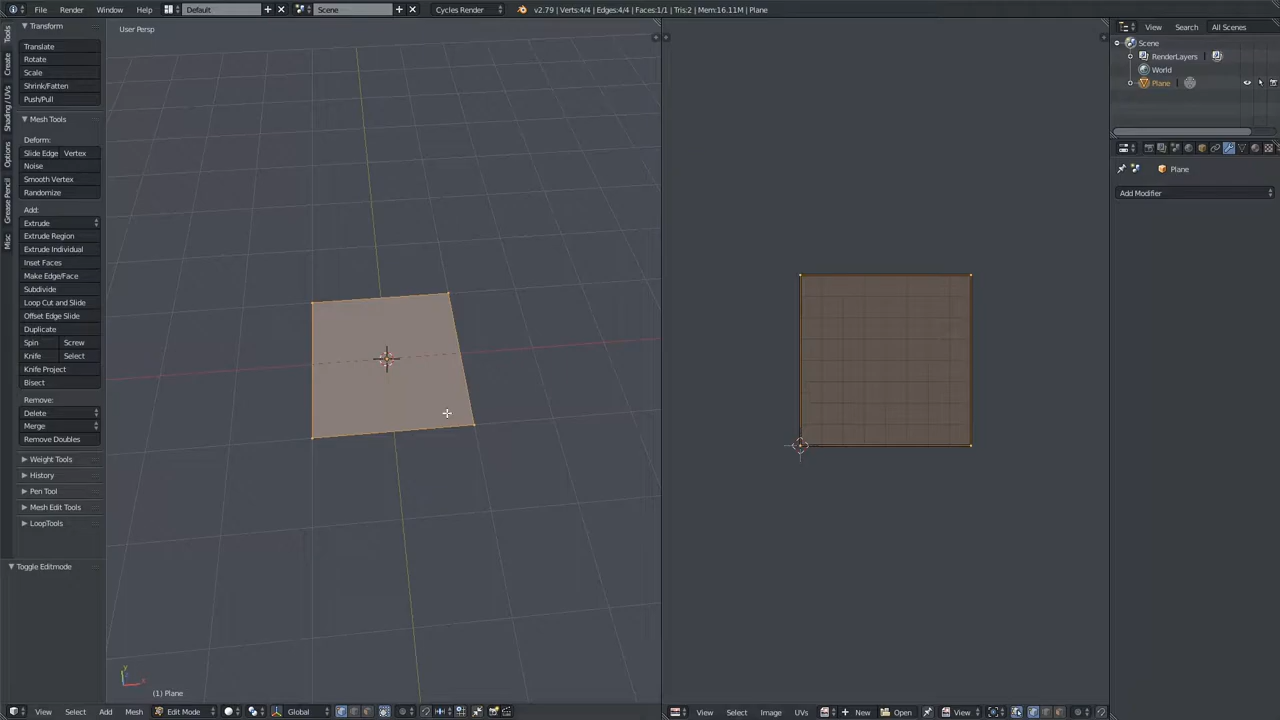 File Render Window Help Default Scene Cycles Render v2.79 | Verts:4/4 | Edges:4/4 | Faces:1/1 | Tris:2 | Mem:16.11M | Plane
Tools
Create
Shading / UVs
Options
Grease Pencil
Misc
Transform
Translate
Rotate
Scale
Shrink/Fatten
Push/Pull
Mesh Tools
Deform:
Slide Edge Vertex
Noise
Smooth Vertex
Randomize
Add:
Extrude
Extrude Region
Extrude Individual
Inset Faces
Make Edge/Face
Subdivide
Loop Cut and Slide
Offset Edge Slide
Duplicate
Spin Screw
Knife Select
Knife Project
Bisect
Remove:
Delete
Merge
Remove Doubles
Weight Tools
History
Pen Tool
Mesh Edit Tools
LoopTools
Toggle Editmode
User Persp
y
x
(1) Plane
View Select Add Mesh Edit Mode Global
View Select Image UVs New Open View
View Search All Scenes
Scene
RenderLayers
World
Plane
Plane
Add Modifier